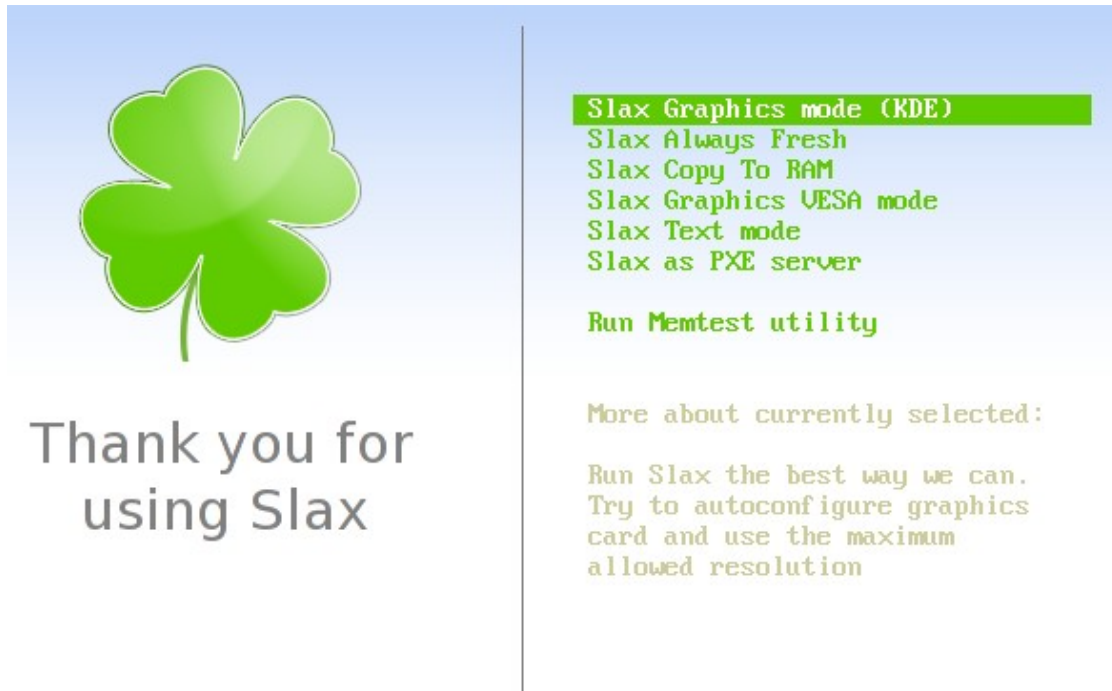 Thank you for
using Slax
Slax Graphics mode (KDE)
Slax Always Fresh
Slax Copy To RAM
Slax Graphics VESA mode
Slax Text mode
Slax as PXE server
Run Memtest utility
More about currently selected:
Run Slax the best way we can.
Try to autoconfigure graphics
card and use the maximum
allowed resolution